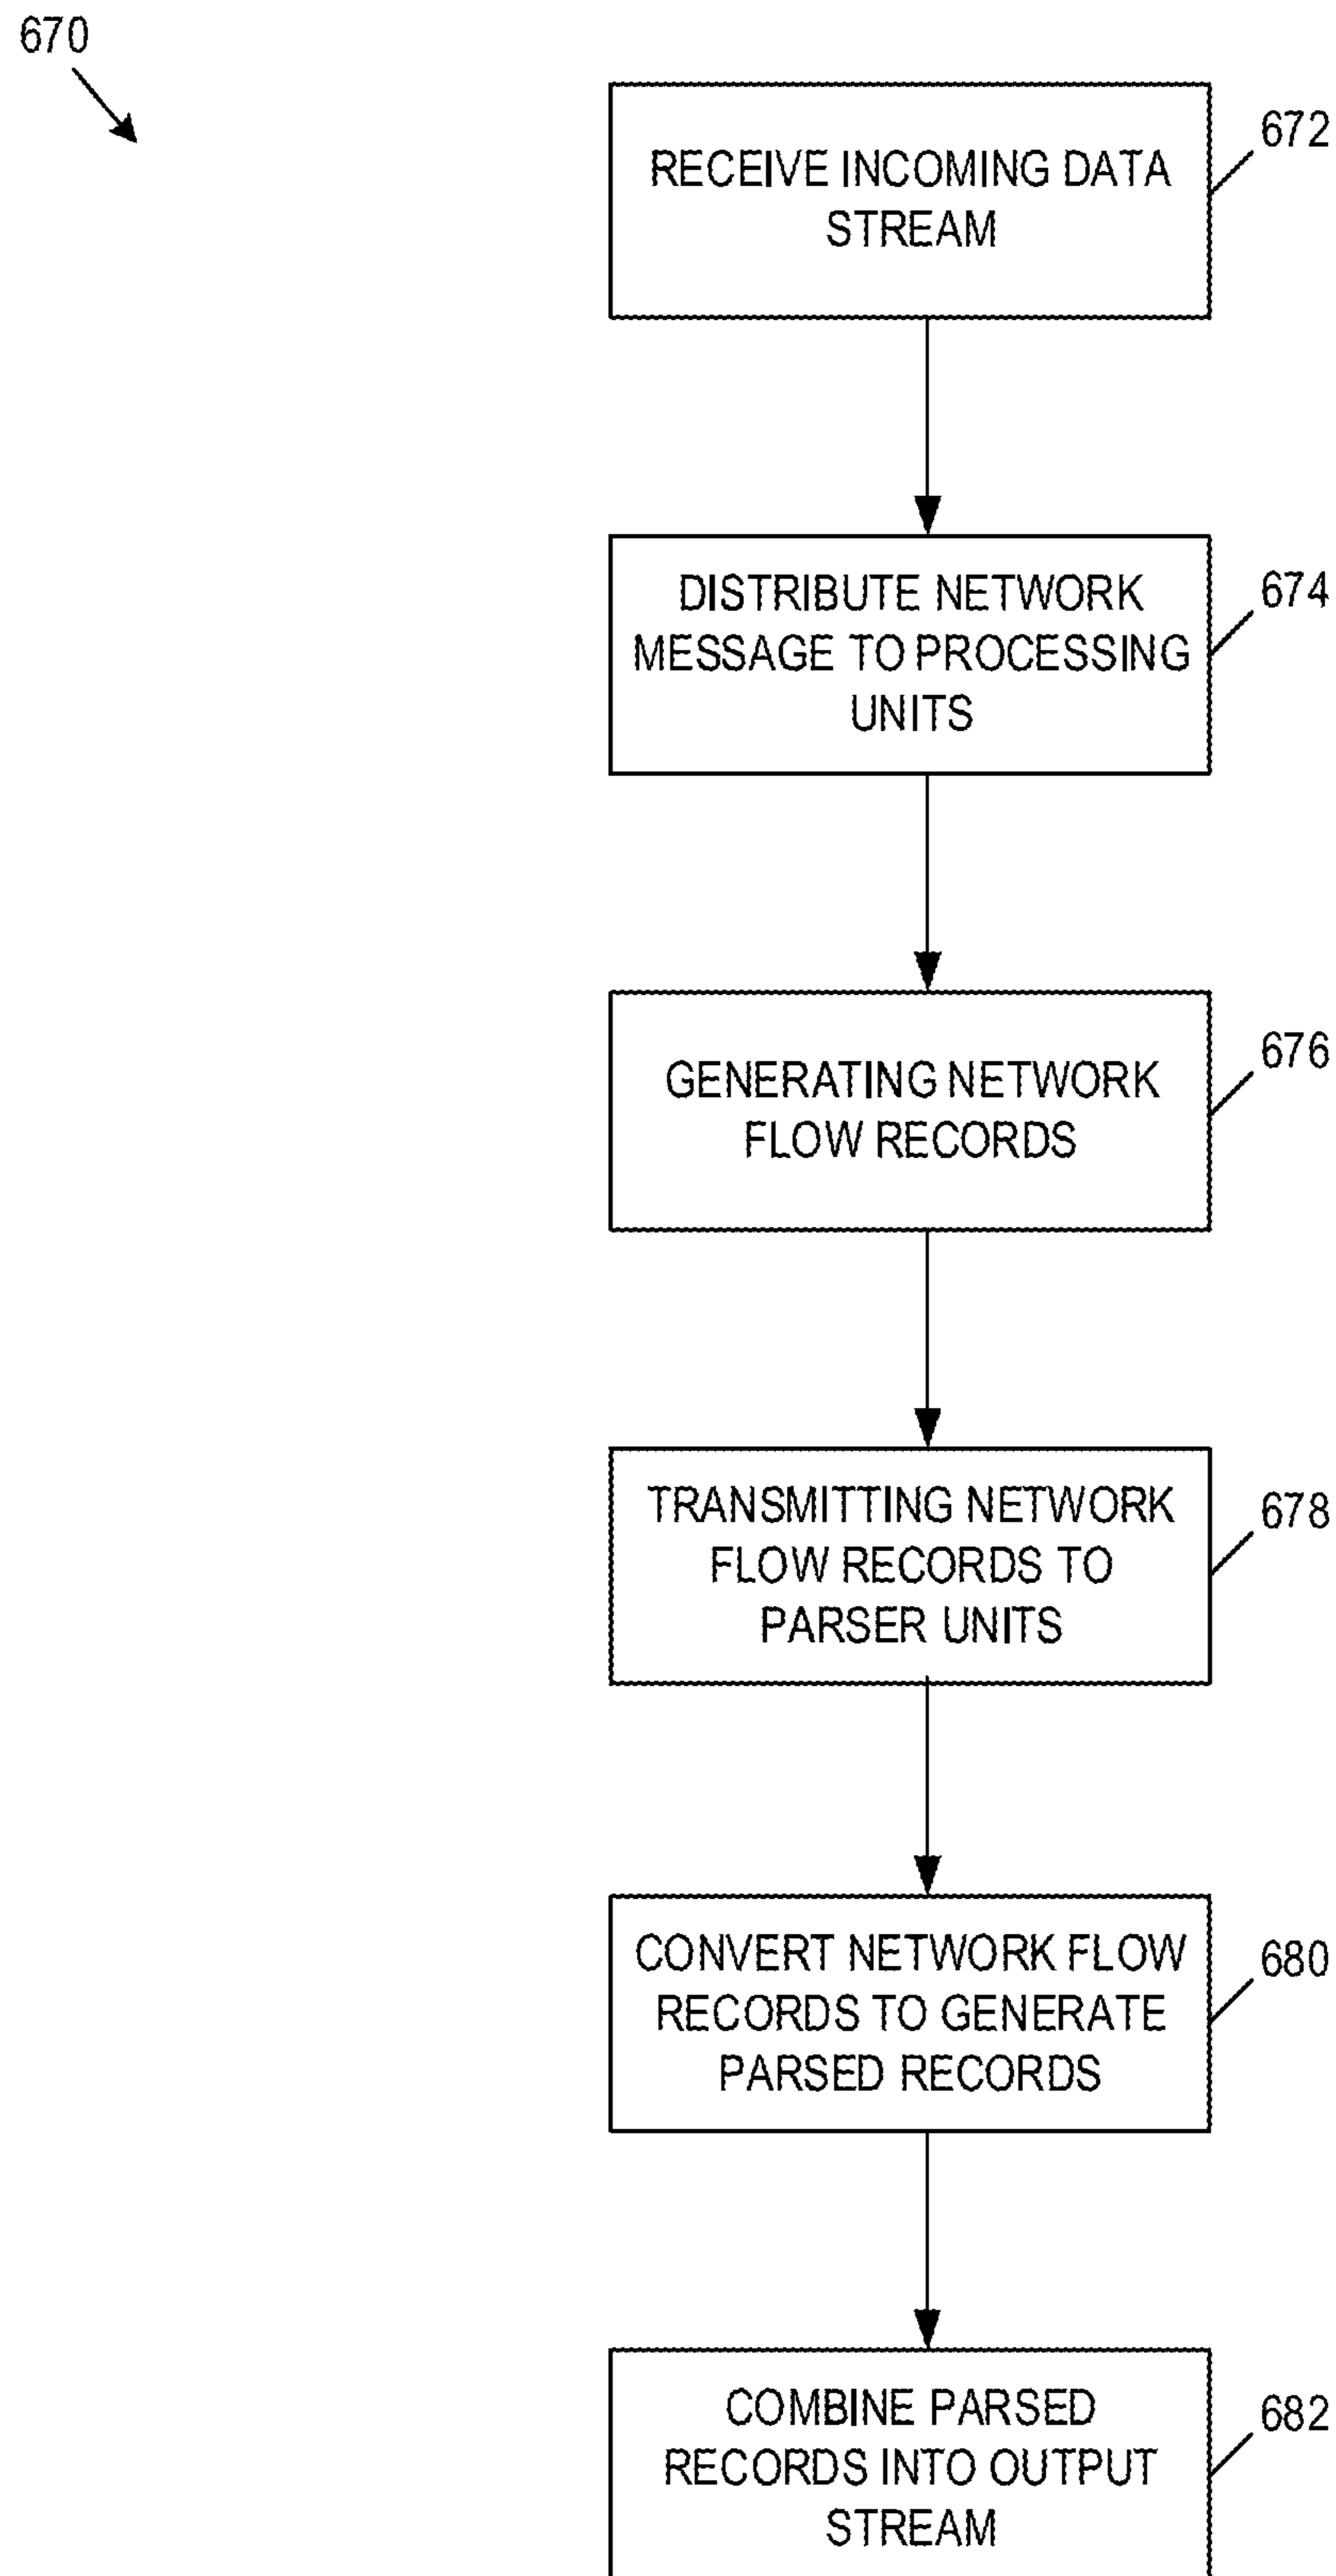 670
RECEIVE INCOMING DATA
STREAM
672
DISTRIBUTE NETWORK
MESSAGE TO PROCESSING
UNITS
674
GENERATING NETWORK
FLOW RECORDS
676
TRANSMITTING NETWORK
FLOW RECORDS TO
PARSER UNITS
678
CONVERT NETWORK FLOW
RECORDS TO GENERATE
PARSED RECORDS
680
COMBINE PARSED
RECORDS INTO OUTPUT
STREAM
682